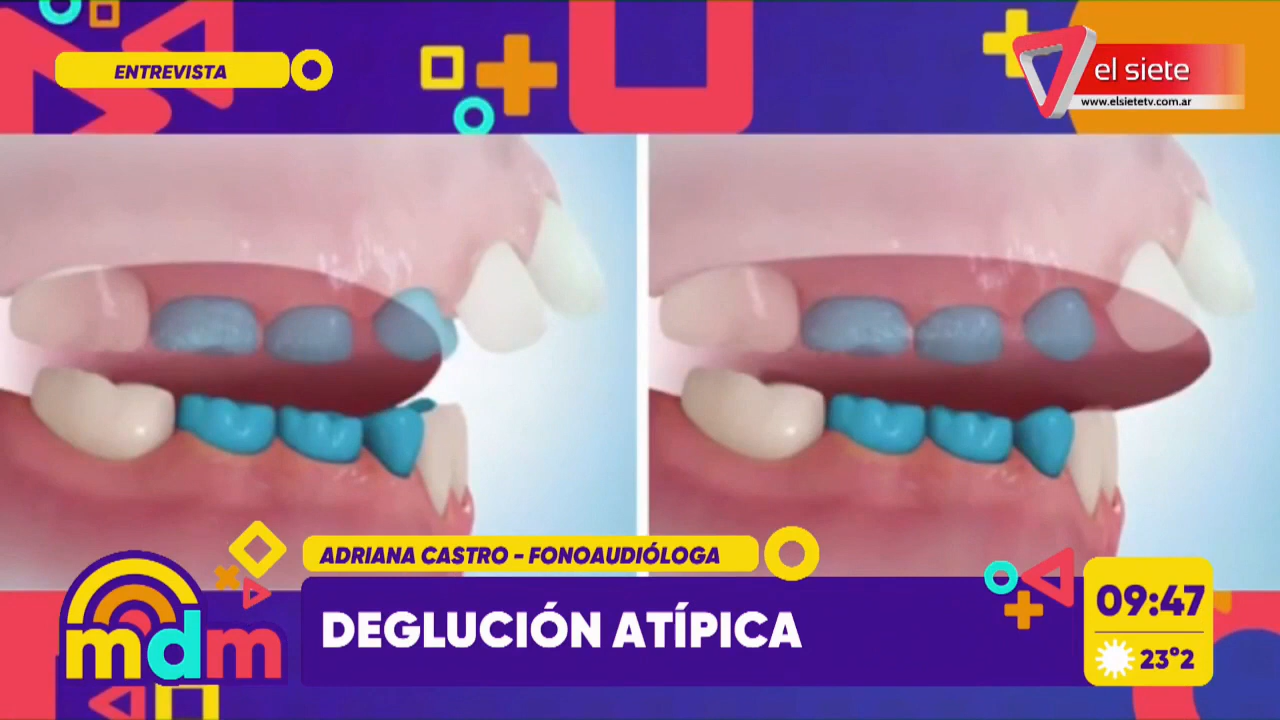 ENTREVISTA
el siete
www.elsietetv.com.ar
ADRIANA CASTRO - FONOAUDIÓLOGA
mdm
DEGLUCIÓN ATÍPICA
09:47
23°2